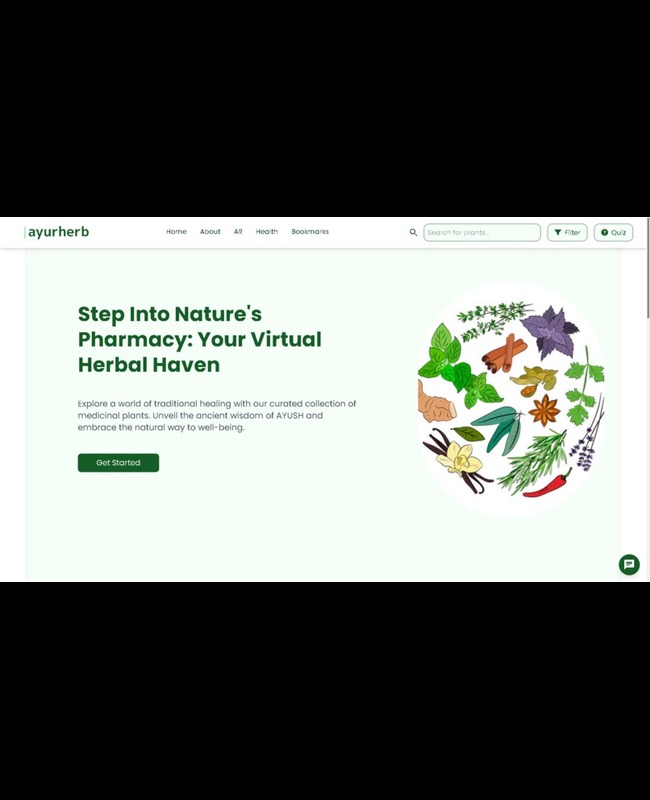 ayurherb
Home About AR Health Bookmarks
Search for plants...
Filter
Quiz
Step Into Nature's
Pharmacy: Your Virtual
Herbal Haven
Explore a world of traditional healing with our curated collection of
medicinal plants. Unveil the ancient wisdom of AYUSH and
embrace the natural way to well-being.
Get Started